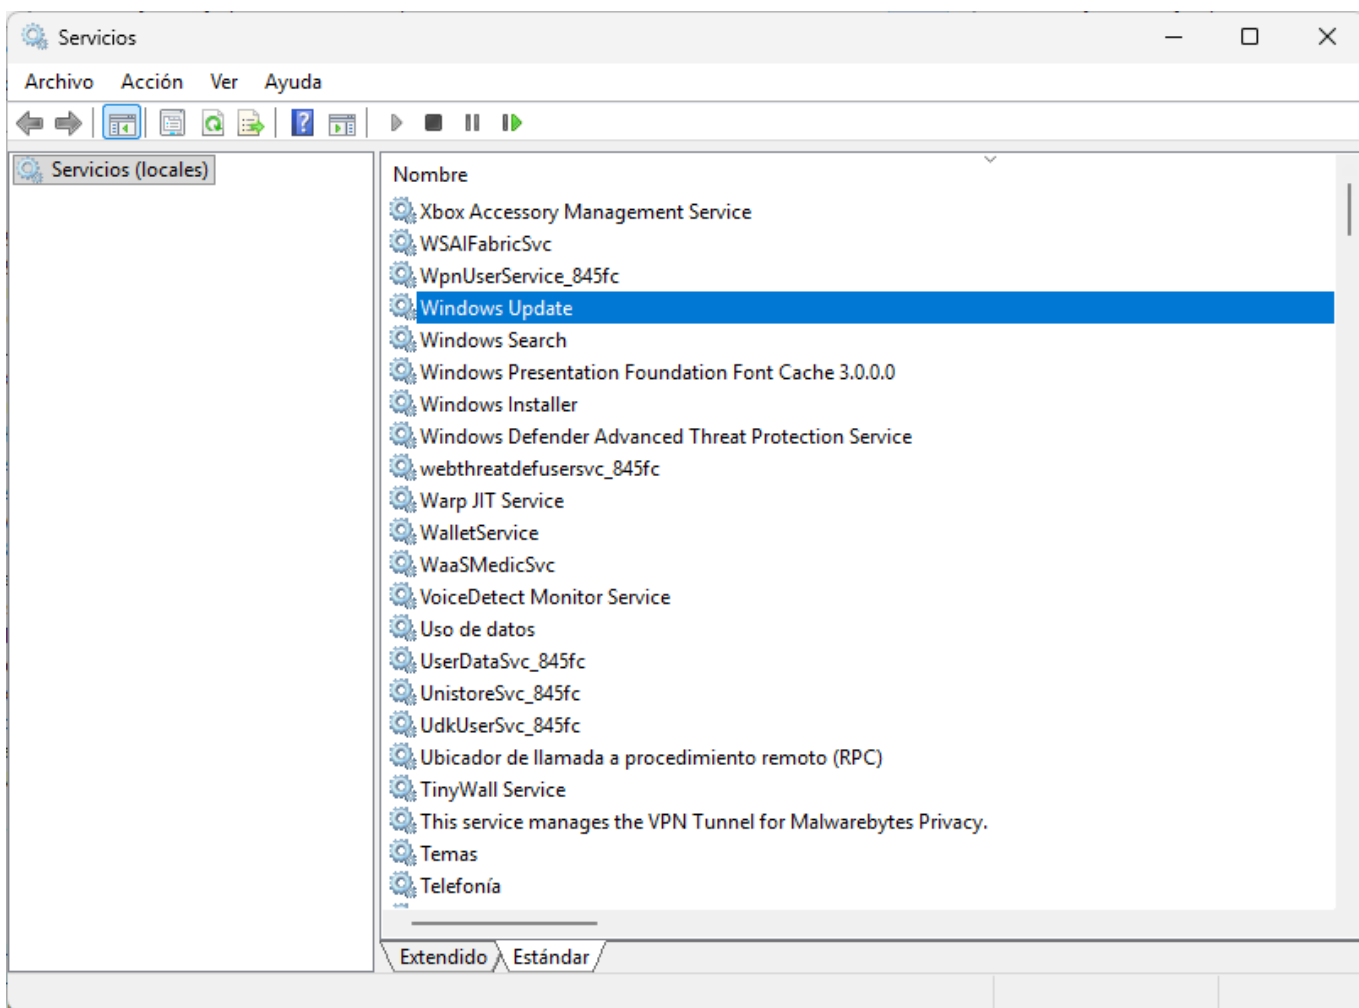 Servicios
Archivo Acción Ver Ayuda
Servicios (locales)
Nombre
Xbox Accessory Management Service
WSAIFabricSvc
WpnUserService_845fc
Windows Update
Windows Search
Windows Presentation Foundation Font Cache 3.0.0.0
Windows Installer
Windows Defender Advanced Threat Protection Service
webthreatdefusersvc_845fc
Warp JIT Service
WalletService
WaaSMedicSvc
VoiceDetect Monitor Service
Uso de datos
UserDataSvc_845fc
UnistoreSvc_845fc
UdkUserSvc_845fc
Ubicador de llamada a procedimiento remoto (RPC)
TinyWall Service
This service manages the VPN Tunnel for Malwarebytes Privacy.
Temas
Telefonía
Extendido Estándar